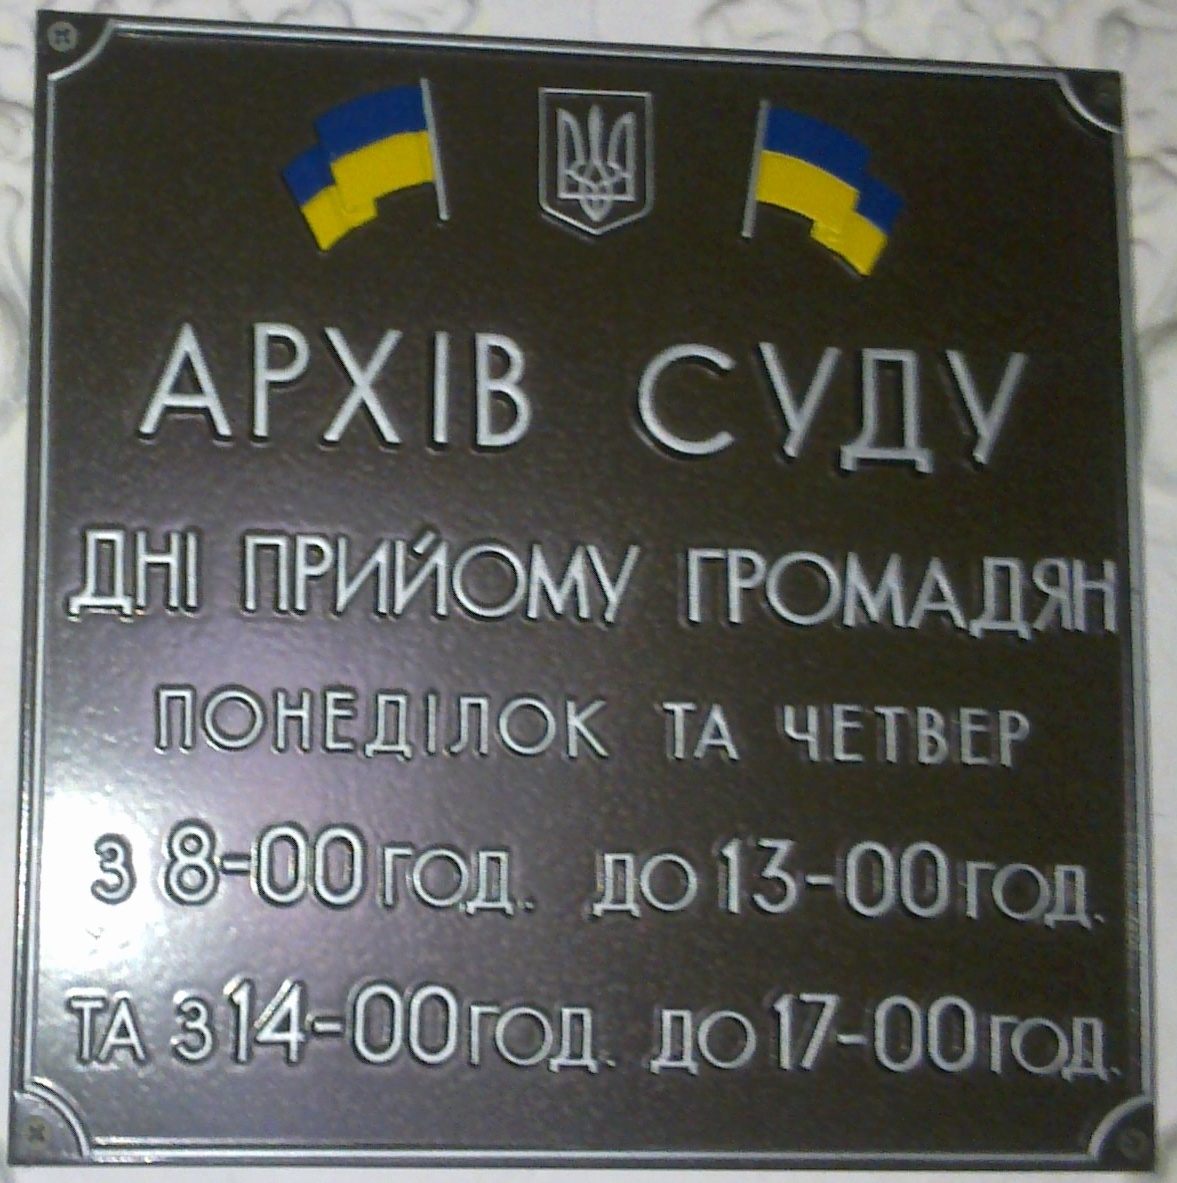 АРХІВ СУДУ
ДНІ ПРИЙОМУ ГРОМАДЯН
ПОНЕДІЛОК ТА ЧЕТВЕР
З 8-00 ГОД. ДО 13-00 ГОД.
ТА З 14-00 ГОД. ДО 17-00 ГОД.